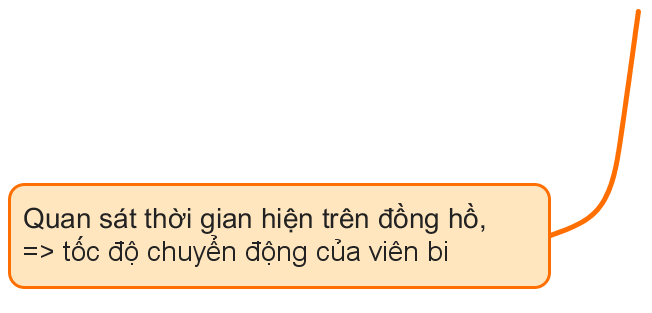 Quan sát thời gian hiện trên đồng hồ,
=> tốc độ chuyển động của viên bi